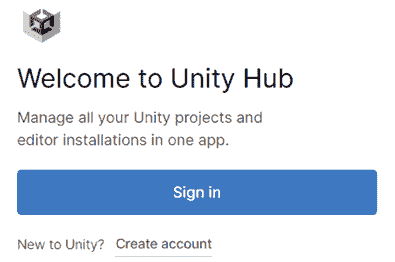 Welcome to Unity Hub
Manage all your Unity projects and
editor installations in one app.
Sign in
New to Unity? Create account